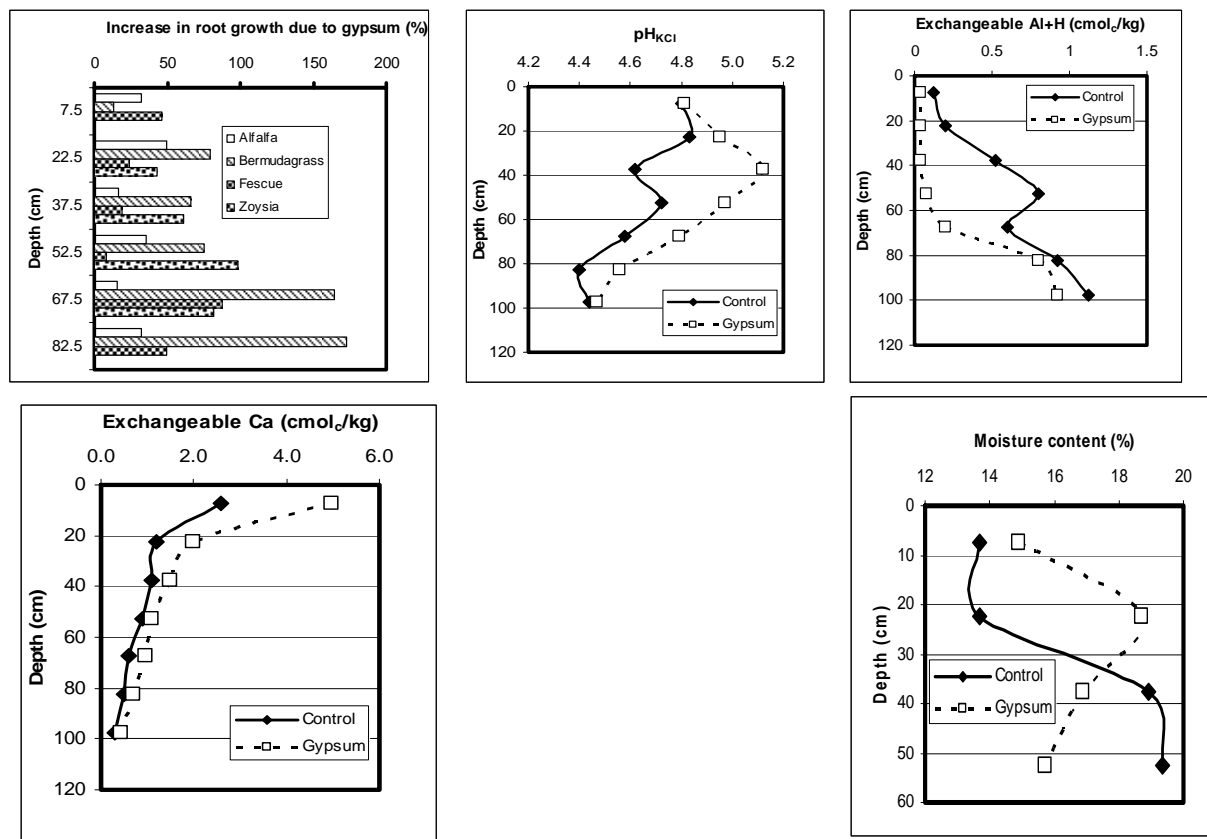 Increase in root growth due to gypsum (%)
0 50 100 150 200
Depth (cm)
7.5
22.5
37.5
52.5
67.5
82.5
Alfalfa
Bermudagrass
Fescue
Zoysia
pHKCl
4.2 4.4 4.6 4.8 5.0 5.2
Depth (cm)
0
20
40
60
80
100
120
Control
Gypsum
Exchangeable Al+H (cmolc/kg)
0 0.5 1 1.5
Depth (cm)
0
20
40
60
80
100
120
Control
Gypsum
Exchangeable Ca (cmolc/kg)
0.0 2.0 4.0 6.0
Depth (cm)
0
20
40
60
80
100
120
Control
Gypsum
Moisture content (%)
12 14 16 18 20
Depth (cm)
0
10
20
30
40
50
60
Control
Gypsum